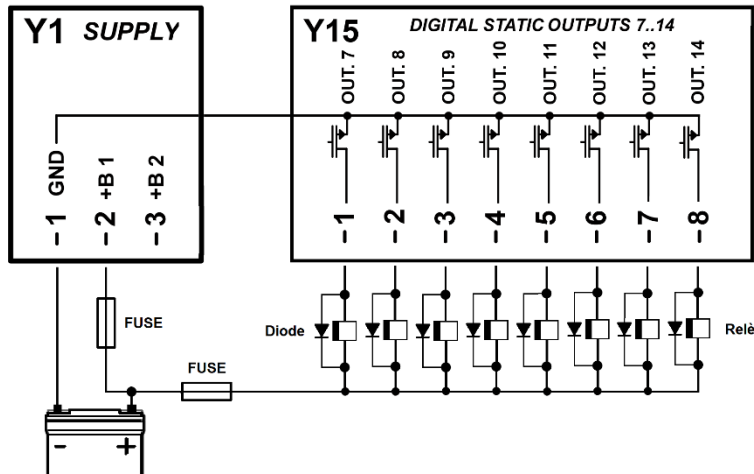 Y1 SUPPLY
GND
+B 1
+B 2
- 1
- 2
- 3
Y15 DIGITAL STATIC OUTPUTS 7..14
OUT. 7
OUT. 8
OUT. 9
OUT. 10
OUT. 11
OUT. 12
OUT. 13
OUT. 14
- 1
- 2
- 3
- 4
- 5
- 6
- 7
- 8
FUSE
Diode
Relè
FUSE
- +